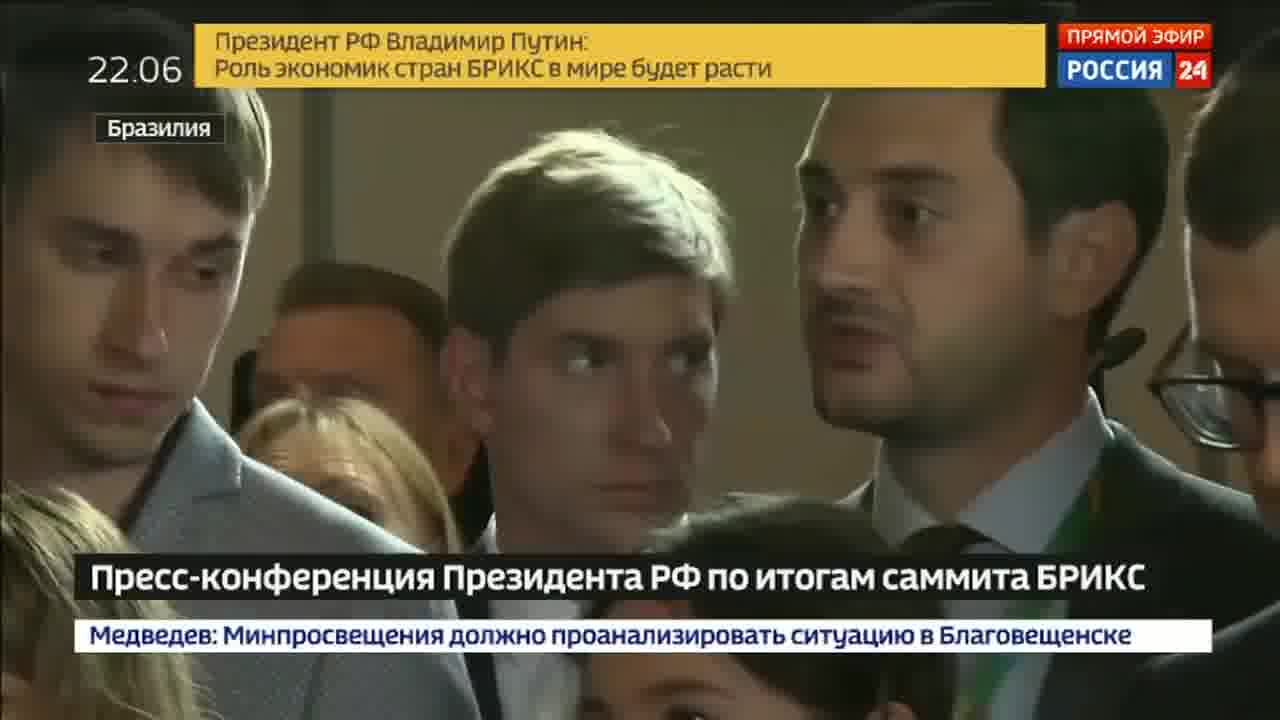 22.06
Президент РФ Владимир Путин:
Роль экономик стран БРИКС в мире будет расти
ПРЯМОЙ ЭФИР
РОССИЯ 24
Бразилия
Пресс-конференция Президента РФ по итогам саммита БРИКС
Медведев: Минпросвещения должно проанализировать ситуацию в Благовещенске